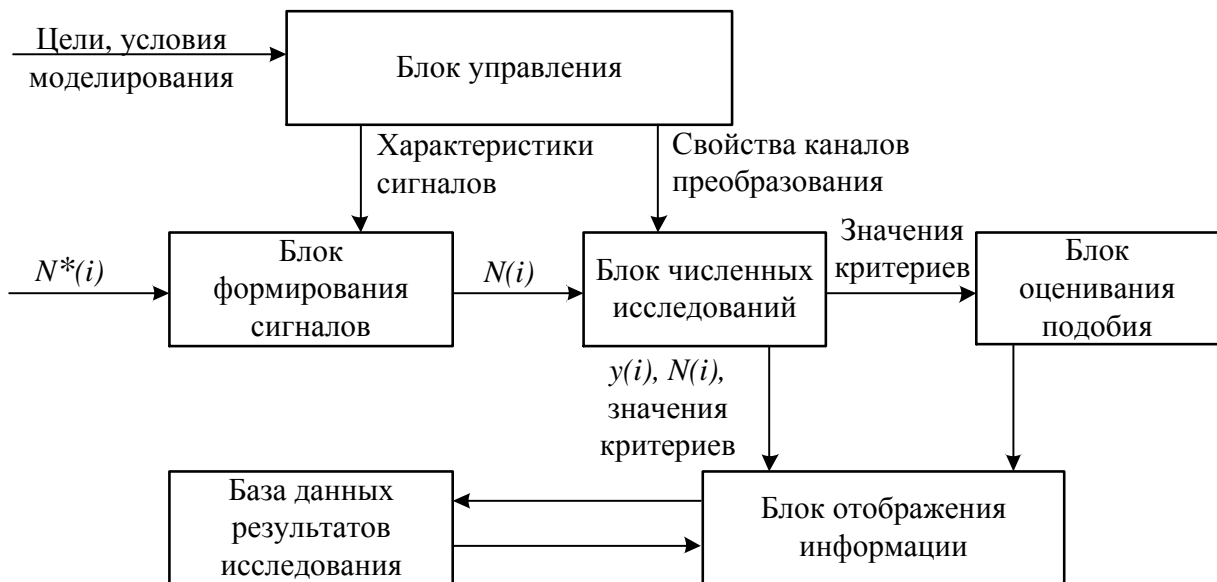 Цели, условия
моделирования
Блок управления
Характеристики
сигналов
Свойства каналов
преобразования
N*(i)
Блок
формирования
сигналов
N(i)
Блок численных
исследований
Значения
критериев
Блок
оценивания
подобия
y(i), N(i),
значения
критериев
База данных
результатов
исследования
Блок отображения
информации